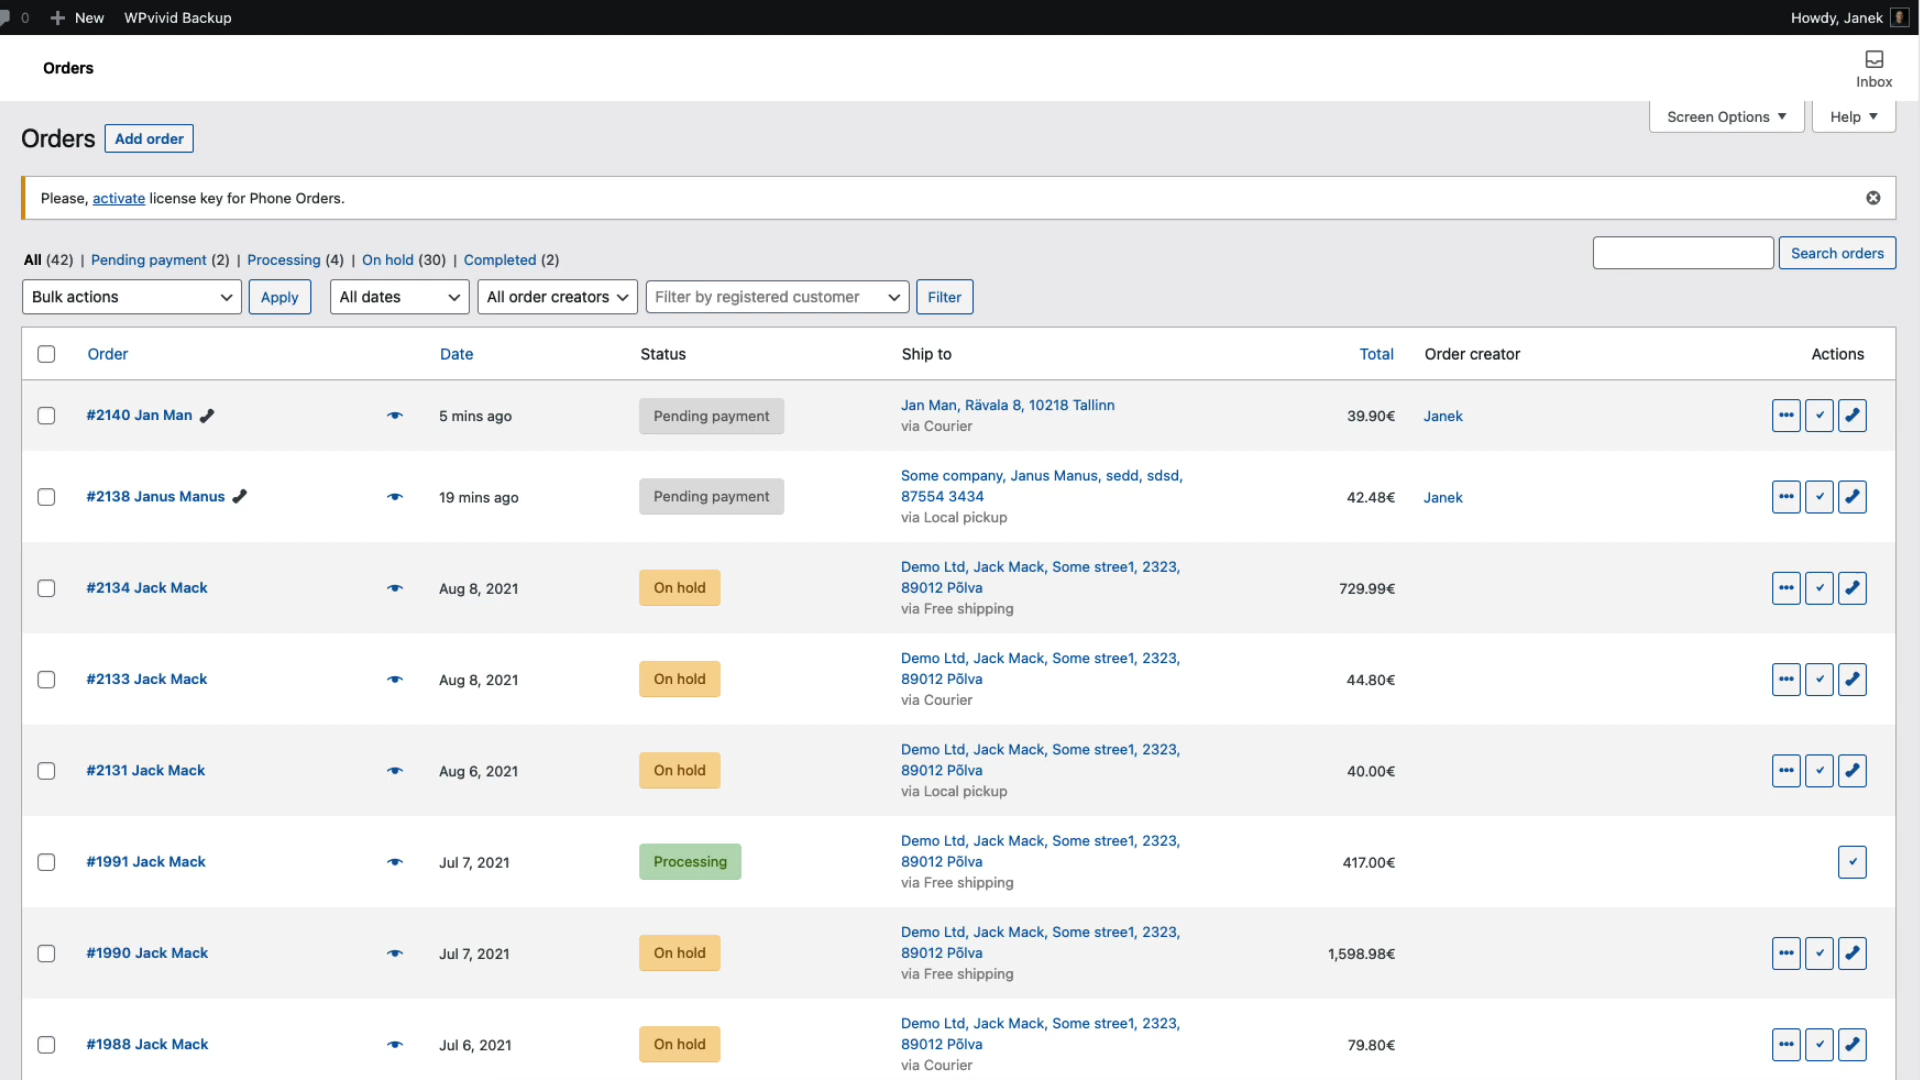 0 New WPvivid Backup Howdy, Janek
Orders
Inbox
Screen Options Help
Orders Add order
Please, activate license key for Phone Orders.
All (42) | Pending payment (2) | Processing (4) | On hold (30) | Completed (2)
Search orders
Bulk actions Apply All dates All order creators Filter by registered customer Filter
Order Date Status Ship to Total Order creator Actions
#2140 Jan Man 5 mins ago Pending payment Jan Man, Rävala 8, 10218 Tallinn 39.90€ Janek
via Courier
#2138 Janus Manus 19 mins ago Pending payment Some company, Janus Manus, sedd, sdsd, 42.48€ Janek
87554 3434
via Local pickup
#2134 Jack Mack Aug 8, 2021 On hold Demo Ltd, Jack Mack, Some stree1, 2323, 729.99€
89012 Põlva
via Free shipping
#2133 Jack Mack Aug 8, 2021 On hold Demo Ltd, Jack Mack, Some stree1, 2323, 44.80€
89012 Põlva
via Courier
#2131 Jack Mack Aug 6, 2021 On hold Demo Ltd, Jack Mack, Some stree1, 2323, 40.00€
89012 Põlva
via Local pickup
#1991 Jack Mack Jul 7, 2021 Processing Demo Ltd, Jack Mack, Some stree1, 2323, 417.00€
89012 Põlva
via Free shipping
#1990 Jack Mack Jul 7, 2021 On hold Demo Ltd, Jack Mack, Some stree1, 2323, 1,598.98€
89012 Põlva
via Free shipping
#1988 Jack Mack Jul 6, 2021 On hold Demo Ltd, Jack Mack, Some stree1, 2323, 79.80€
89012 Põlva
via Courier